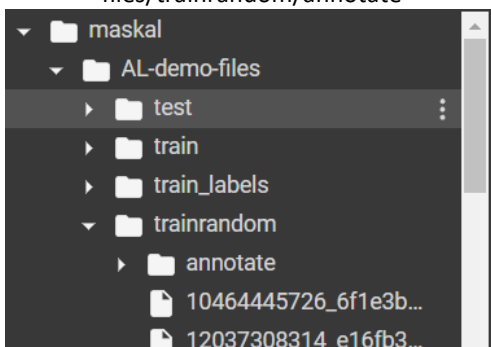 files/trainrandom/annotate
maskal
AL-demo-files
test
train
train_labels
trainrandom
annotate
10464445726_6f1e3b...
12037308314_e16fb3...